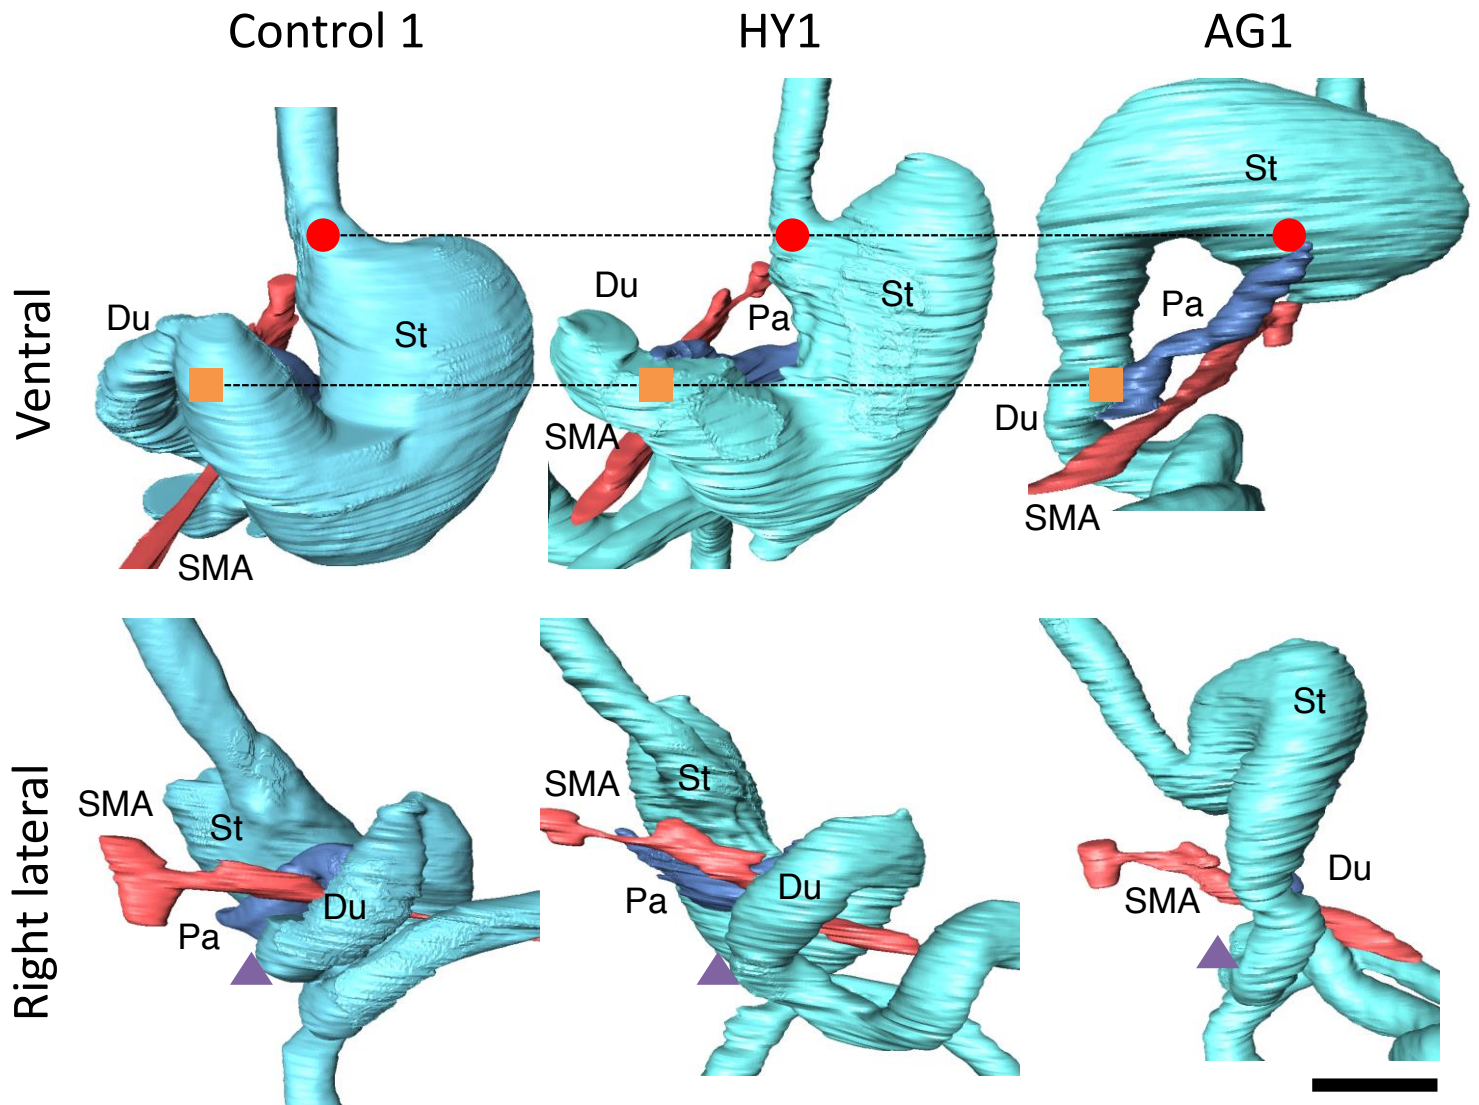 Control 1
HY1
AG1
Ventral
St
Du
St
Du
St
Pa
Pa
Du
SMA
SMA
SMA
Right lateral
St
St
SMA
SMA
St
Du
Du
Pa
SMA
Du
Pa